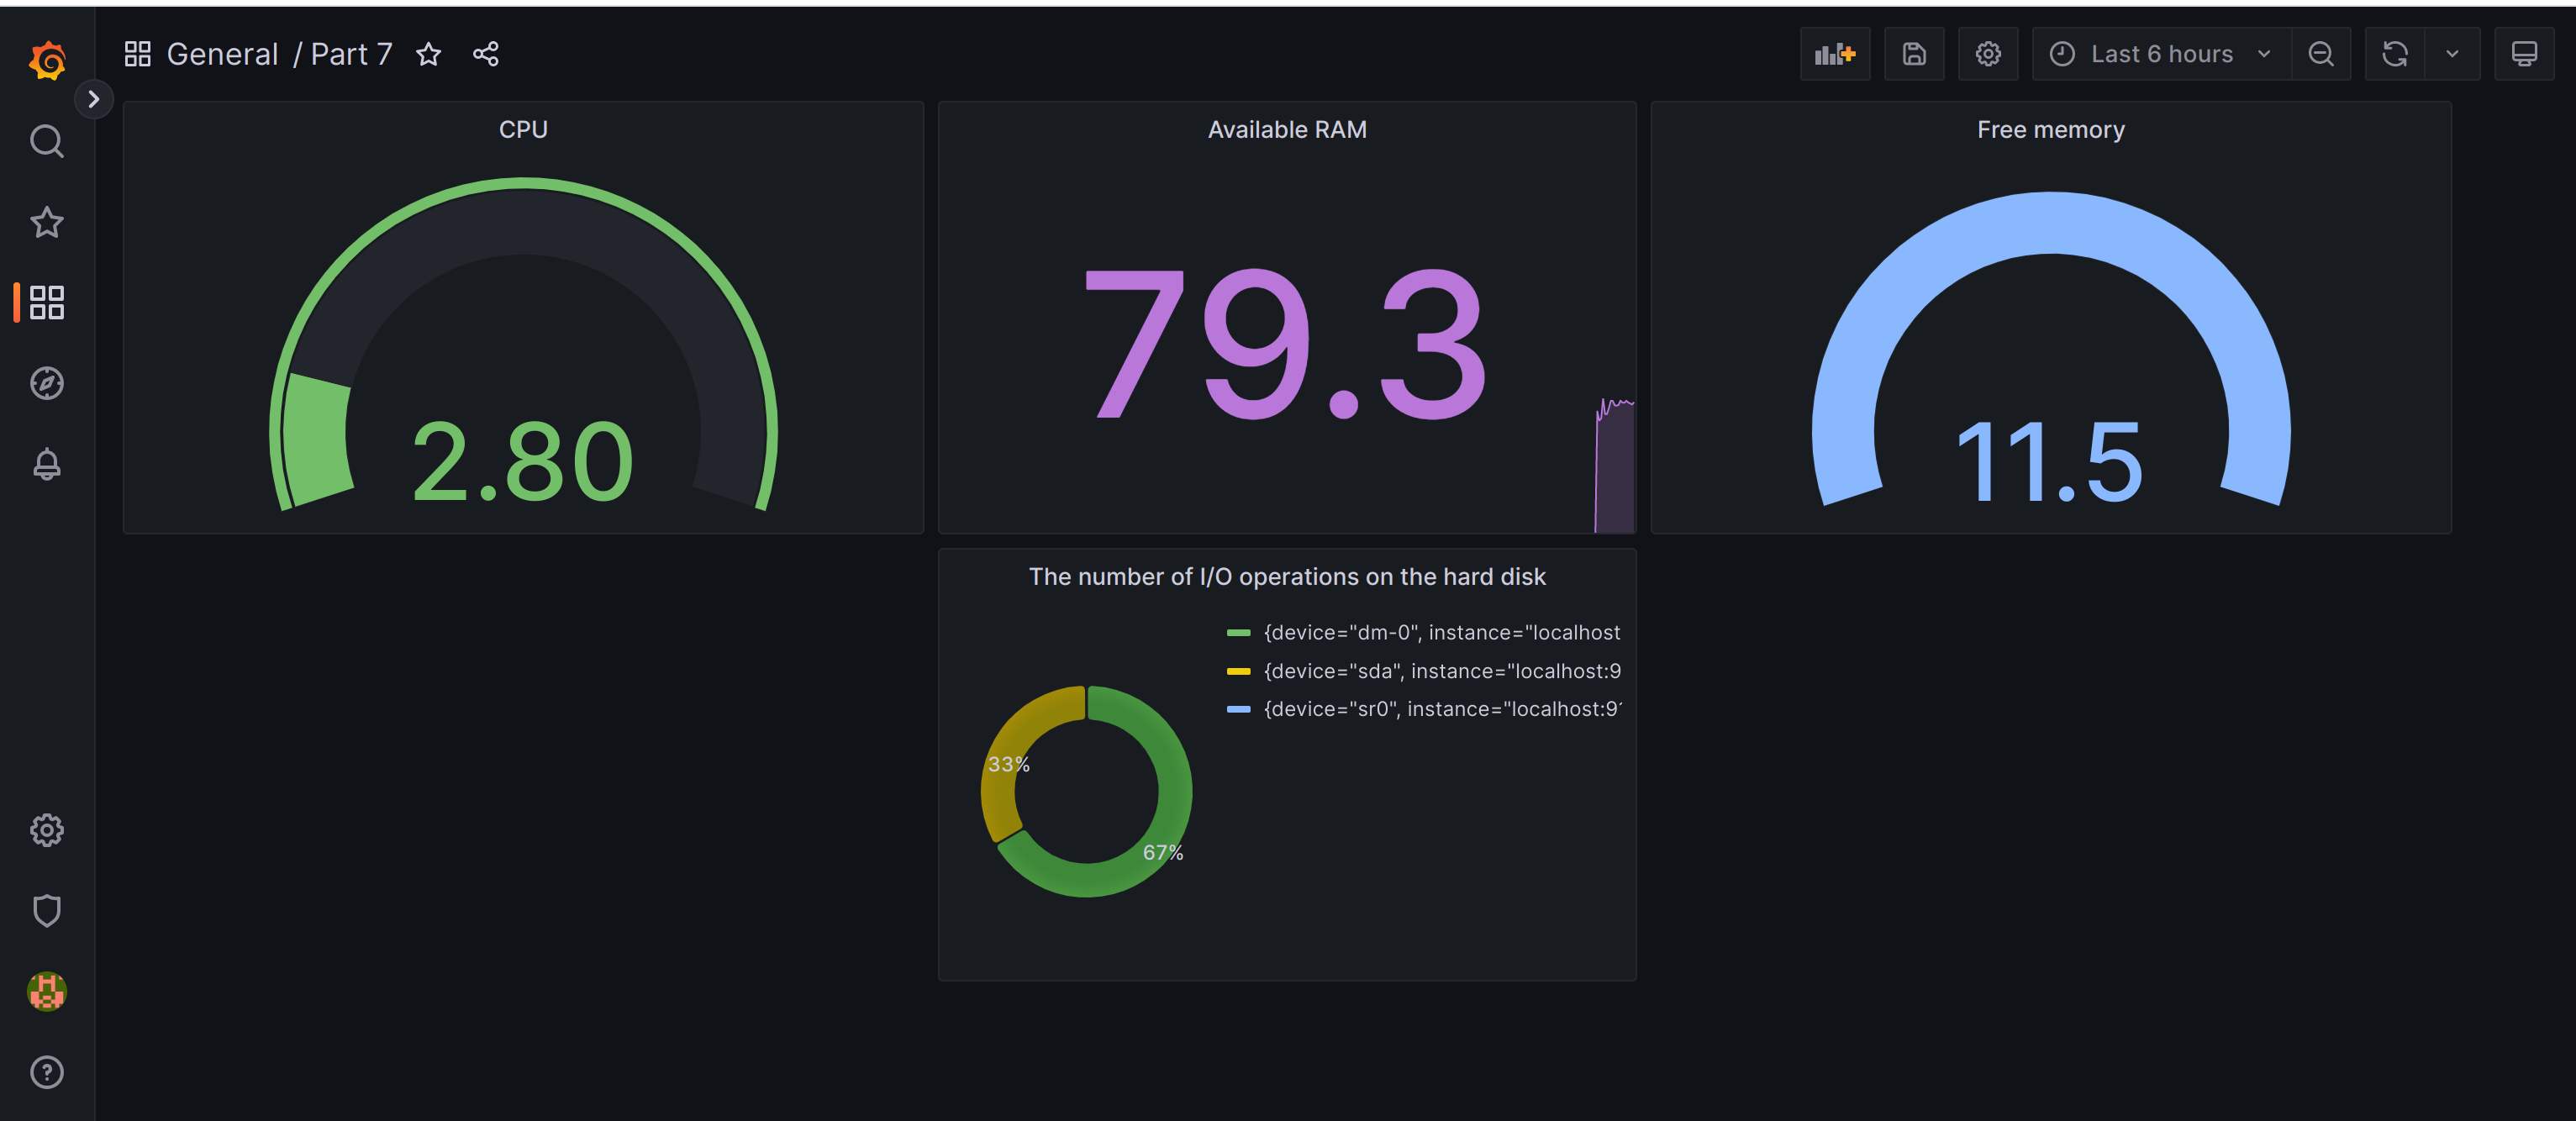 General / Part 7
Last 6 hours
CPU
2.80
Available RAM
79.3
Free memory
11.5
The number of I/O operations on the hard disk
{device="dm-0", instance="localhost
{device="sda", instance="localhost:9
{device="sr0", instance="localhost:9
33%
67%